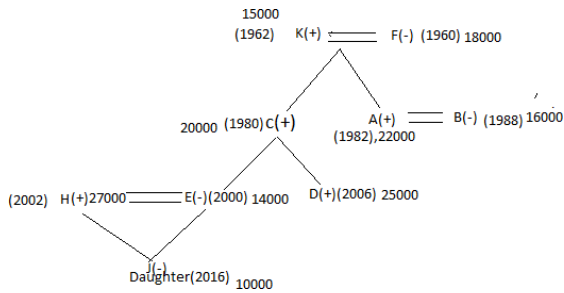 15000
(1962) K(+) F(-) (1960) 18000
20000 (1980) C(+) A(+) B(-) (1988) 16000
(1982),22000
(2002) H(+)27000 E(-)(2000) 14000 D(+)(2006) 25000
J(-)
Daughter(2016) 10000